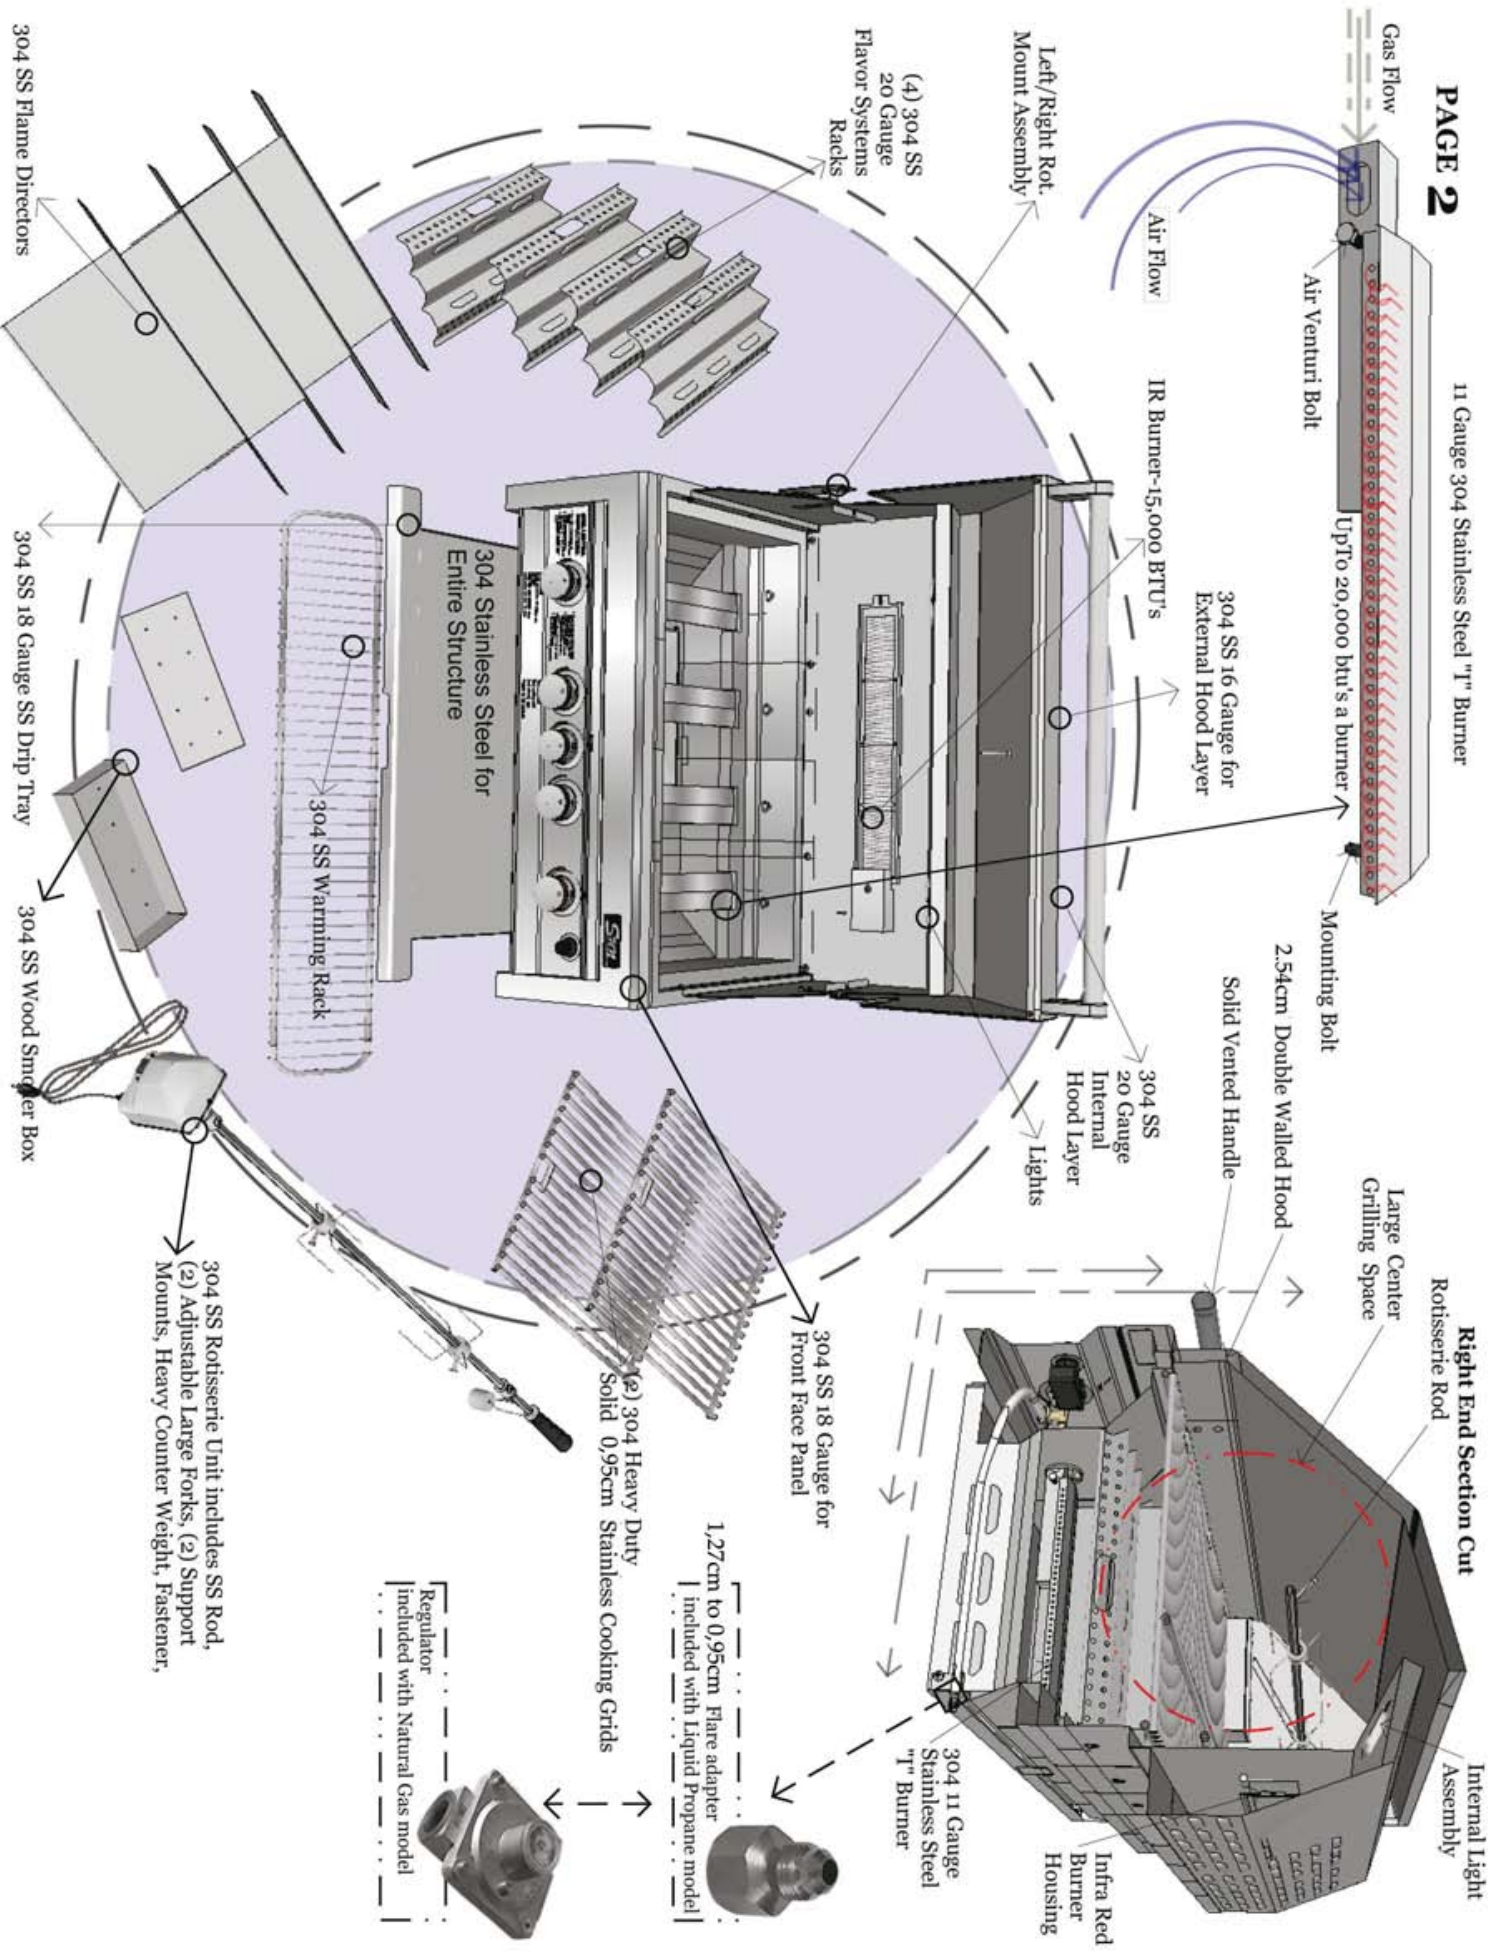 PAGE 2
11 Gauge 304 Stainless Steel "T" Burner
Gas Flow
Air Flow
Air Venturi Bolt
UpTo 20,000 btu's a burner
Mounting Bolt
Right End Section Cut
Rotisserie Rod
Large Center
Grilling Space
2.54cm Double Walled Hood
Solid Vented Handle
Internal Light
Assembly
Infra Red
Burner
Housing
304 11 Gauge
Stainless Steel
"T" Burner
Left/Right Rot.
Mount Assembly
IR Burner-15,000 BTU's
304 SS 16 Gauge for
External Hood Layer
304 SS
20 Gauge
Internal
Hood Layer
Lights
(4) 304 SS
20 Gauge
Flavor Systems
Racks
304 SS 18 Gauge for
Front Face Panel
1,27cm to 0,95cm Flare adapter
included with Liquid Propane model
(2) 304 Heavy Duty
Solid 0,95cm Stainless Cooking Grids
Regulator
included with Natural Gas model
304 Stainless Steel for
Entire Structure
304 SS Warming Rack
304 SS Rotisserie Unit includes SS Rod,
(2) Adjustable Large Forks, (2) Support
Mounts, Heavy Counter Weight, Fastener,
304 SS Flame Directors
304 SS 18 Gauge SS Drip Tray
304 SS Wood Smoker Box